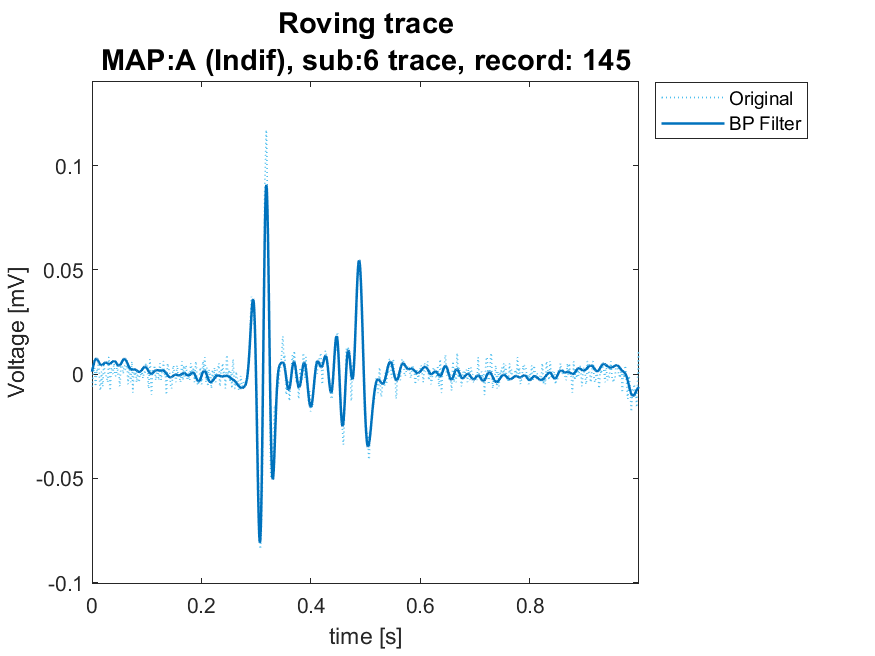 Roving trace
MAP:A (Indif), sub:6 trace, record: 145
Original
BP Filter
0.1
0.05
0
-0.05
-0.1
Voltage [mV]
0
0.2
0.4
0.6
0.8
time [s]